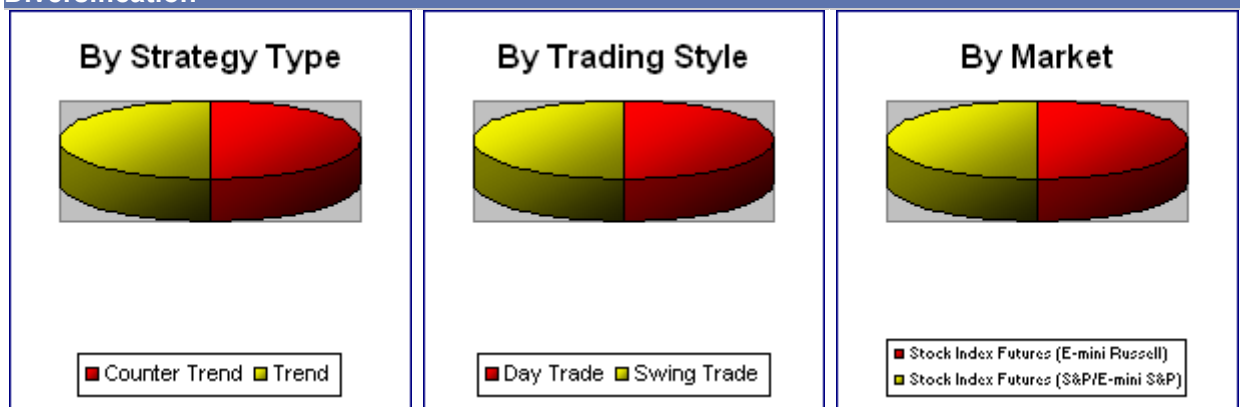 Diversification
By Strategy Type
Counter Trend Trend
By Trading Style
Day Trade Swing Trade
By Market
Stock Index Futures (E-mini Russell)
Stock Index Futures (S&P/E-mini S&P)